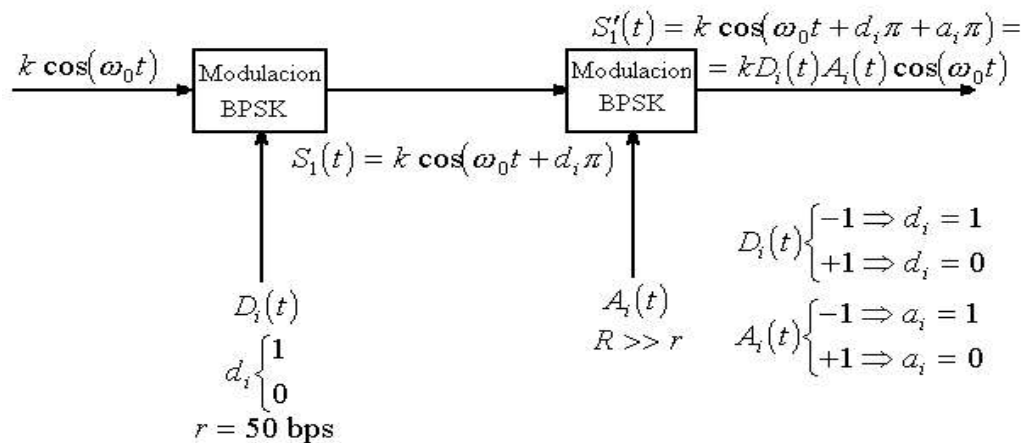 S₁′(t) = k cos(ω₀t + dᵢπ + aᵢπ) =
= kDᵢ(t)Aᵢ(t)cos(ω₀t)
k cos(ω₀t)
Modulacion
BPSK
Modulacion
BPSK
S₁(t) = k cos(ω₀t + dᵢπ)
Dᵢ(t)
dᵢ{1
0
r = 50 bps
Aᵢ(t)
R >> r
Dᵢ(t){−1 ⇒ dᵢ = 1
+1 ⇒ dᵢ = 0
Aᵢ(t){−1 ⇒ aᵢ = 1
+1 ⇒ aᵢ = 0